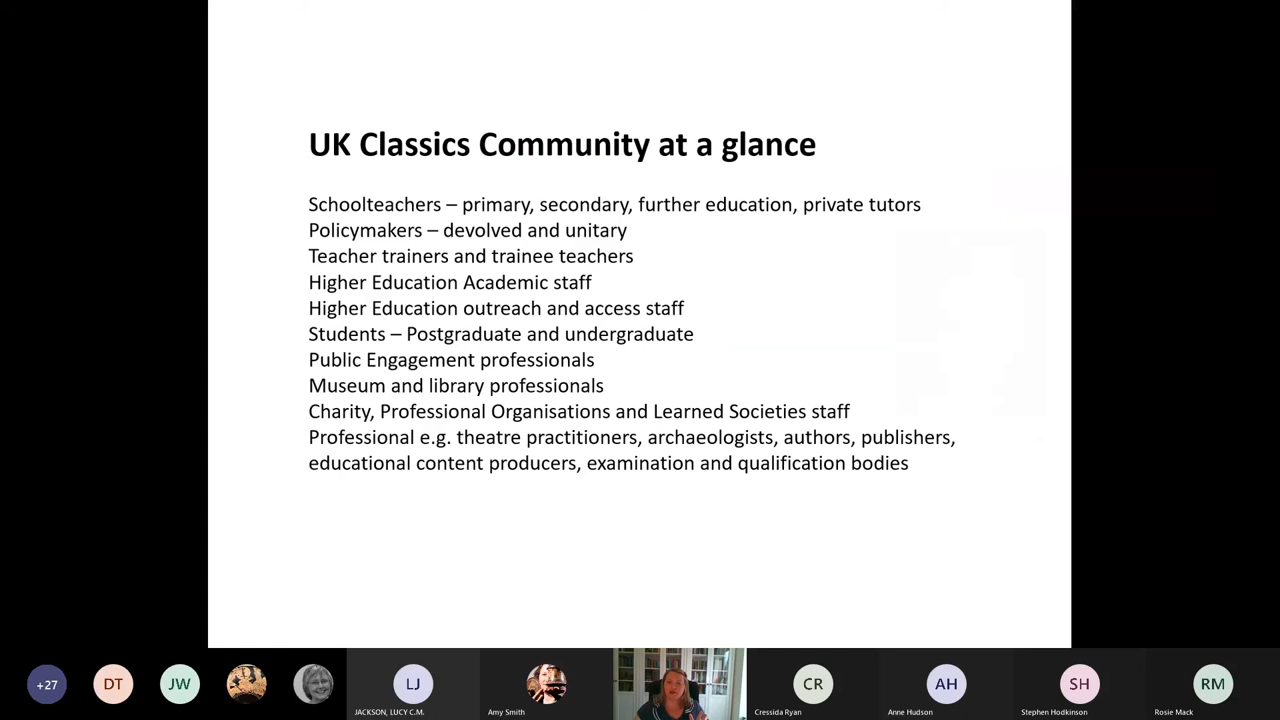 UK Classics Community at a glance
Schoolteachers – primary, secondary, further education, private tutors
Policymakers – devolved and unitary
Teacher trainers and trainee teachers
Higher Education Academic staff
Higher Education outreach and access staff
Students – Postgraduate and undergraduate
Public Engagement professionals
Museum and library professionals
Charity, Professional Organisations and Learned Societies staff
Professional e.g. theatre practitioners, archaeologists, authors, publishers,
educational content producers, examination and qualification bodies
+27
DT
JW
LJ
CR
AH
SH
RM
JACKSON, LUCY C.M.
Amy Smith
Cressida Ryan
Anne Hudson
Stephen Hodkinson
Rosie Mack